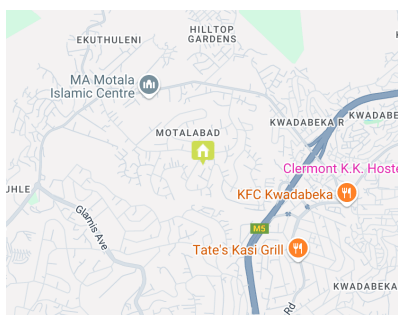 HILLTOP
GARDENS
EKUTHULENI
MA Motala
Islamic Centre
KWADABE
MOTALABAD
KWADABEKA R
Clermont K.K. Hoste
UHLE
KFC Kwadabeka
Glamis Ave
M5
Tate's Kasi Grill
KWADABEKA
Rd